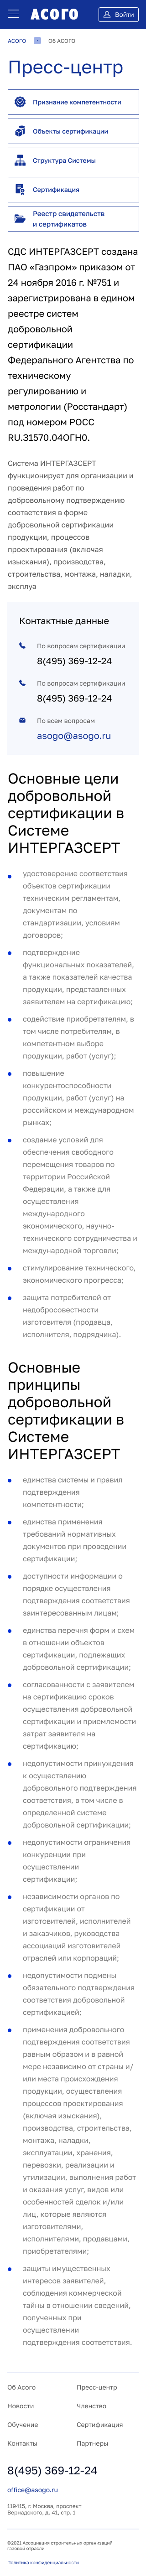 АСОГО
Войти
АСОГО
Об АСОГО
Пресс-центр
Признание компетентности
Объекты сертификации
Структура Системы
Сертификация
Реестр свидетельств
и сертификатов
СДС ИНТЕРГАЗСЕРТ создана
ПАО «Газпром» приказом от
24 ноября 2016 г. №751 и
зарегистрирована в едином
реестре систем
добровольной
сертификации
Федерального Агентства по
техническому
регулированию и
метрологии (Росстандарт)
под номером РОСС
RU.31570.04ОГН0.
Система ИНТЕРГАЗСЕРТ
функционирует для организации и
проведения работ по
добровольному подтверждению
соответствия в форме
добровольной сертификации
продукции, процессов
проектирования (включая
изыскания), производства,
строительства, монтажа, наладки,
эксплуа
Контактные данные
По вопросам сертификации
8(495) 369-12-24
По вопросам сертификации
8(495) 369-12-24
По всем вопросам
asogo@asogo.ru
Основные цели
добровольной
сертификации в
Системе
ИНТЕРГАЗСЕРТ
удостоверение соответствия
объектов сертификации
техническим регламентам,
документам по
стандартизации, условиям
договоров;
подтверждение
функциональных показателей,
а также показателей качества
продукции, представленных
заявителем на сертификацию;
содействие приобретателям, в
том числе потребителям, в
компетентном выборе
продукции, работ (услуг);
повышение
конкурентоспособности
продукции, работ (услуг) на
российском и международном
рынках;
создание условий для
обеспечения свободного
перемещения товаров по
территории Российской
Федерации, а также для
осуществления
международного
экономического, научно-
технического сотрудничества и
международной торговли;
стимулирование технического,
экономического прогресса;
защита потребителей от
недобросовестности
изготовителя (продавца,
исполнителя, подрядчика).
Основные
принципы
добровольной
сертификации в
Системе
ИНТЕРГАЗСЕРТ
единства системы и правил
подтверждения
компетентности;
единства применения
требований нормативных
документов при проведении
сертификации;
доступности информации о
порядке осуществления
подтверждения соответствия
заинтересованным лицам;
единства перечня форм и схем
в отношении объектов
сертификации, подлежащих
добровольной сертификации;
согласованности с заявителем
на сертификацию сроков
осуществления добровольной
сертификации и приемлемости
затрат заявителя на
сертификацию;
недопустимости принуждения
к осуществлению
добровольного подтверждения
соответствия, в том числе в
определенной системе
добровольной сертификации;
недопустимости ограничения
конкуренции при
осуществлении
сертификации;
независимости органов по
сертификации от
изготовителей, исполнителей
и заказчиков, руководства
ассоциаций изготовителей
отраслей или корпораций;
недопустимости подмены
обязательного подтверждения
соответствия добровольной
сертификацией;
применения добровольного
подтверждения соответствия
равным образом и в равной
мере независимо от страны и/
или места происхождения
продукции, осуществления
процессов проектирования
(включая изыскания),
производства, строительства,
монтажа, наладки,
эксплуатации, хранения,
перевозки, реализации и
утилизации, выполнения работ
и оказания услуг, видов или
особенностей сделок и/или
лиц, которые являются
изготовителями,
исполнителями, продавцами,
приобретателями;
защиты имущественных
интересов заявителей,
соблюдения коммерческой
тайны в отношении сведений,
полученных при
осуществлении
подтверждения соответствия.
Об Асого
Пресс-центр
Новости
Членство
Обучение
Сертификация
Контакты
Партнеры
8(495) 369-12-24
office@asogo.ru
119415, г. Москва, проспект
Вернадского, д. 41, стр. 1
©2021 Ассоциация строительных организаций
газовой отрасли
Политика конфиденциальности